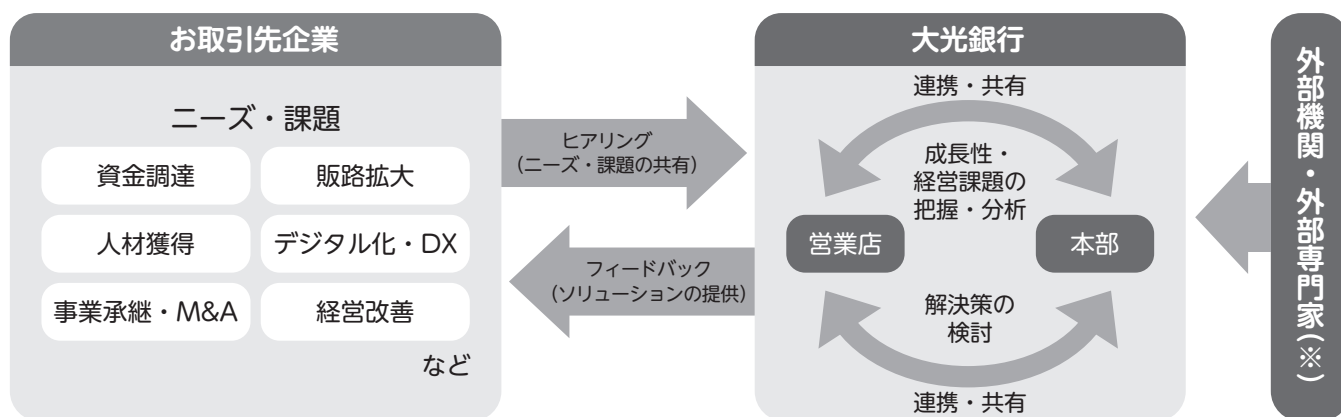 お取引先企業
ニーズ・課題
資金調達
販路拡大
人材獲得
デジタル化・DX
事業承継・M&A
経営改善
など
ヒアリング
(ニーズ・課題の共有)
フィードバック
(ソリューションの提供)
大光銀行
連携・共有
成長性・
経営課題の
把握・分析
営業店
本部
解決策の
検討
連携・共有
外部機関・外部専門家(※)